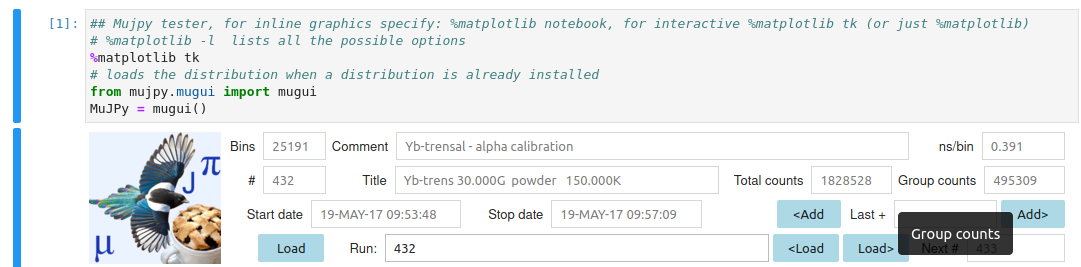 [1]: ## Mujpy tester, for inline graphics specify: %matplotlib notebook, for interactive %matplotlib tk (or just %matplotlib)
# %matplotlib -l  lists all the possible options
%matplotlib tk
# loads the distribution when a distribution is already installed
from mujpy.mugui import mugui
MuJPy = mugui()
μ J π
Bins 25191 Comment Yb-trensal - alpha calibration ns/bin 0.391
# 432 Title Yb-trens 30.000G powder 150.000K Total counts 1828528 Group counts 495309
Start date 19-MAY-17 09:53:48 Stop date 19-MAY-17 09:57:09 <Add Last + Add>
Group counts
Load Run: 432 <Load Load> Next # 433